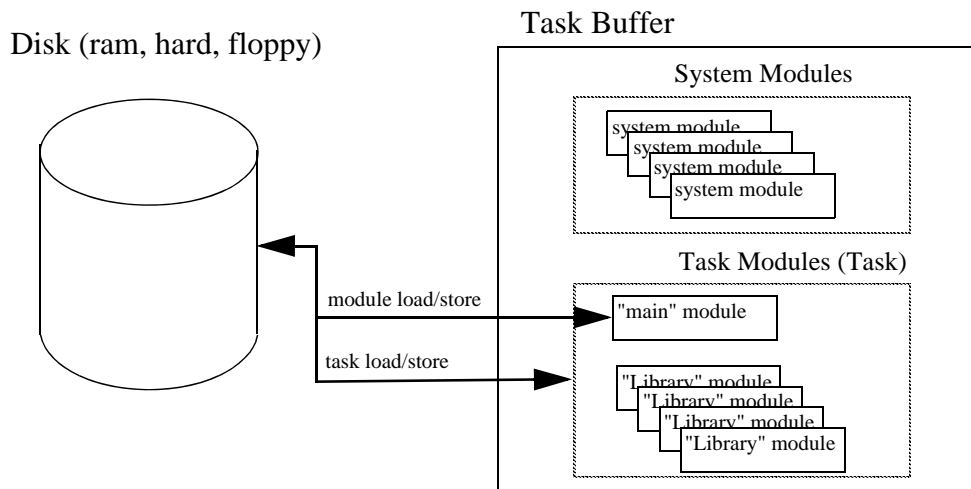 Task Buffer
Disk (ram, hard, floppy)
System Modules
system module
system module
system module
system module
Task Modules (Task)
module load/store
"main" module
task load/store
"Library" module
"Library" module
"Library" module
"Library" module